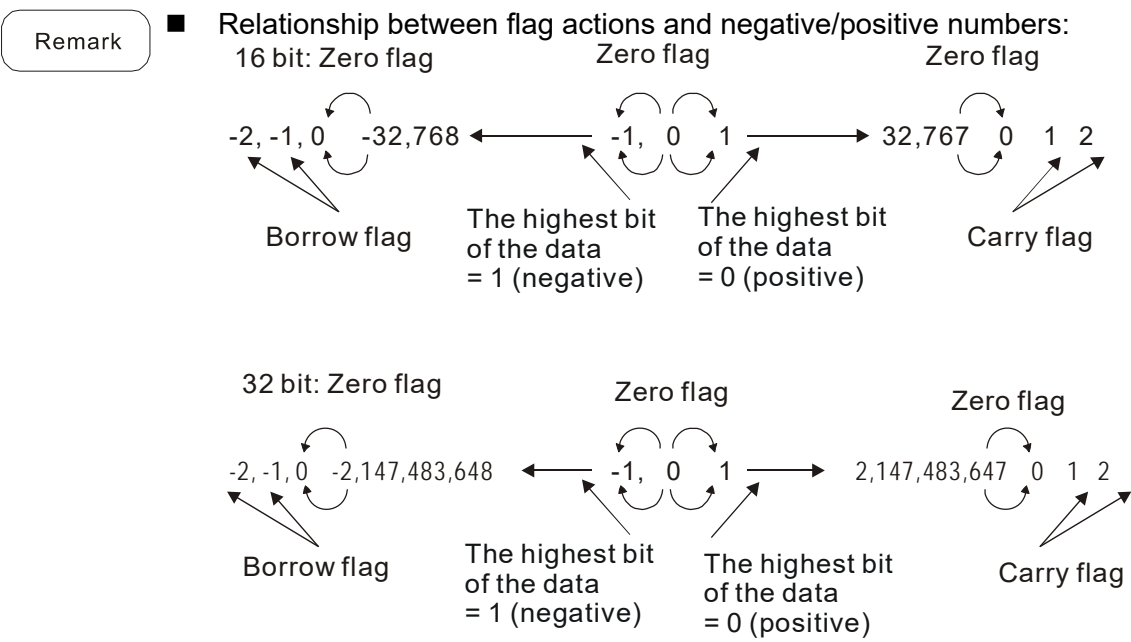 Remark
■ Relationship between flag actions and negative/positive numbers:
16 bit: Zero flag Zero flag Zero flag
-2, -1, 0 -32,768 -1, 0 1 32,767 0 1 2
Borrow flag
The highest bit
of the data
= 1 (negative)
The highest bit
of the data
= 0 (positive)
Carry flag
32 bit: Zero flag Zero flag Zero flag
-2, -1, 0 -2,147,483,648 -1, 0 1 2,147,483,647 0 1 2
Borrow flag
The highest bit
of the data
= 1 (negative)
The highest bit
of the data
= 0 (positive)
Carry flag